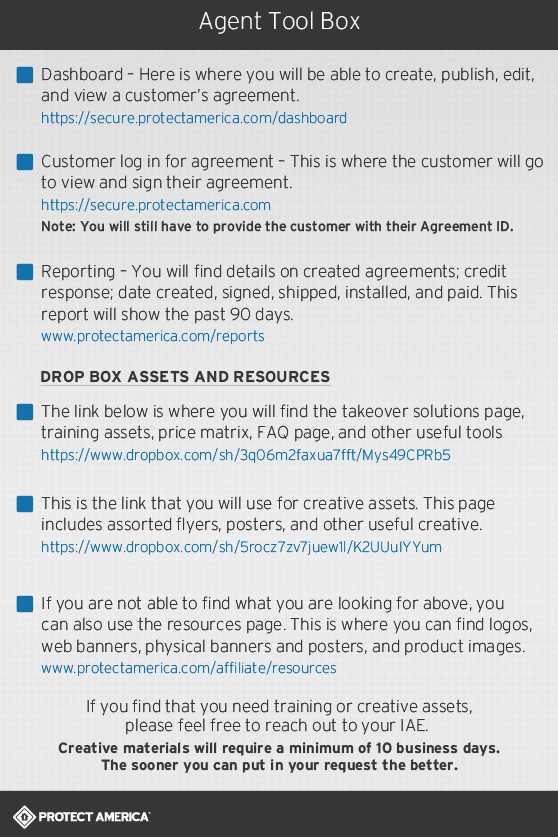 Agent Tool Box
Dashboard – Here is where you will be able to create, publish, edit,
and view a customer's agreement.
https://secure.protectamerica.com/dashboard
Customer log in for agreement – This is where the customer will go
to view and sign their agreement.
https://secure.protectamerica.com
Note: You will still have to provide the customer with their Agreement ID.
Reporting – You will find details on created agreements; credit
response; date created, signed, shipped, installed, and paid. This
report will show the past 90 days.
www.protectamerica.com/reports
DROP BOX ASSETS AND RESOURCES
The link below is where you will find the takeover solutions page,
training assets, price matrix, FAQ page, and other useful tools
https://www.dropbox.com/sh/3q06m2faxua7fft/Mys49CPRb5
This is the link that you will use for creative assets. This page
includes assorted flyers, posters, and other useful creative.
https://www.dropbox.com/sh/5rocz7zv7juew1l/K2UUuIYYum
If you are not able to find what you are looking for above, you
can also use the resources page. This is where you can find logos,
web banners, physical banners and posters, and product images.
www.protectamerica.com/affiliate/resources
If you find that you need training or creative assets,
please feel free to reach out to your IAE.
Creative materials will require a minimum of 10 business days.
The sooner you can put in your request the better.
PROTECT AMERICA